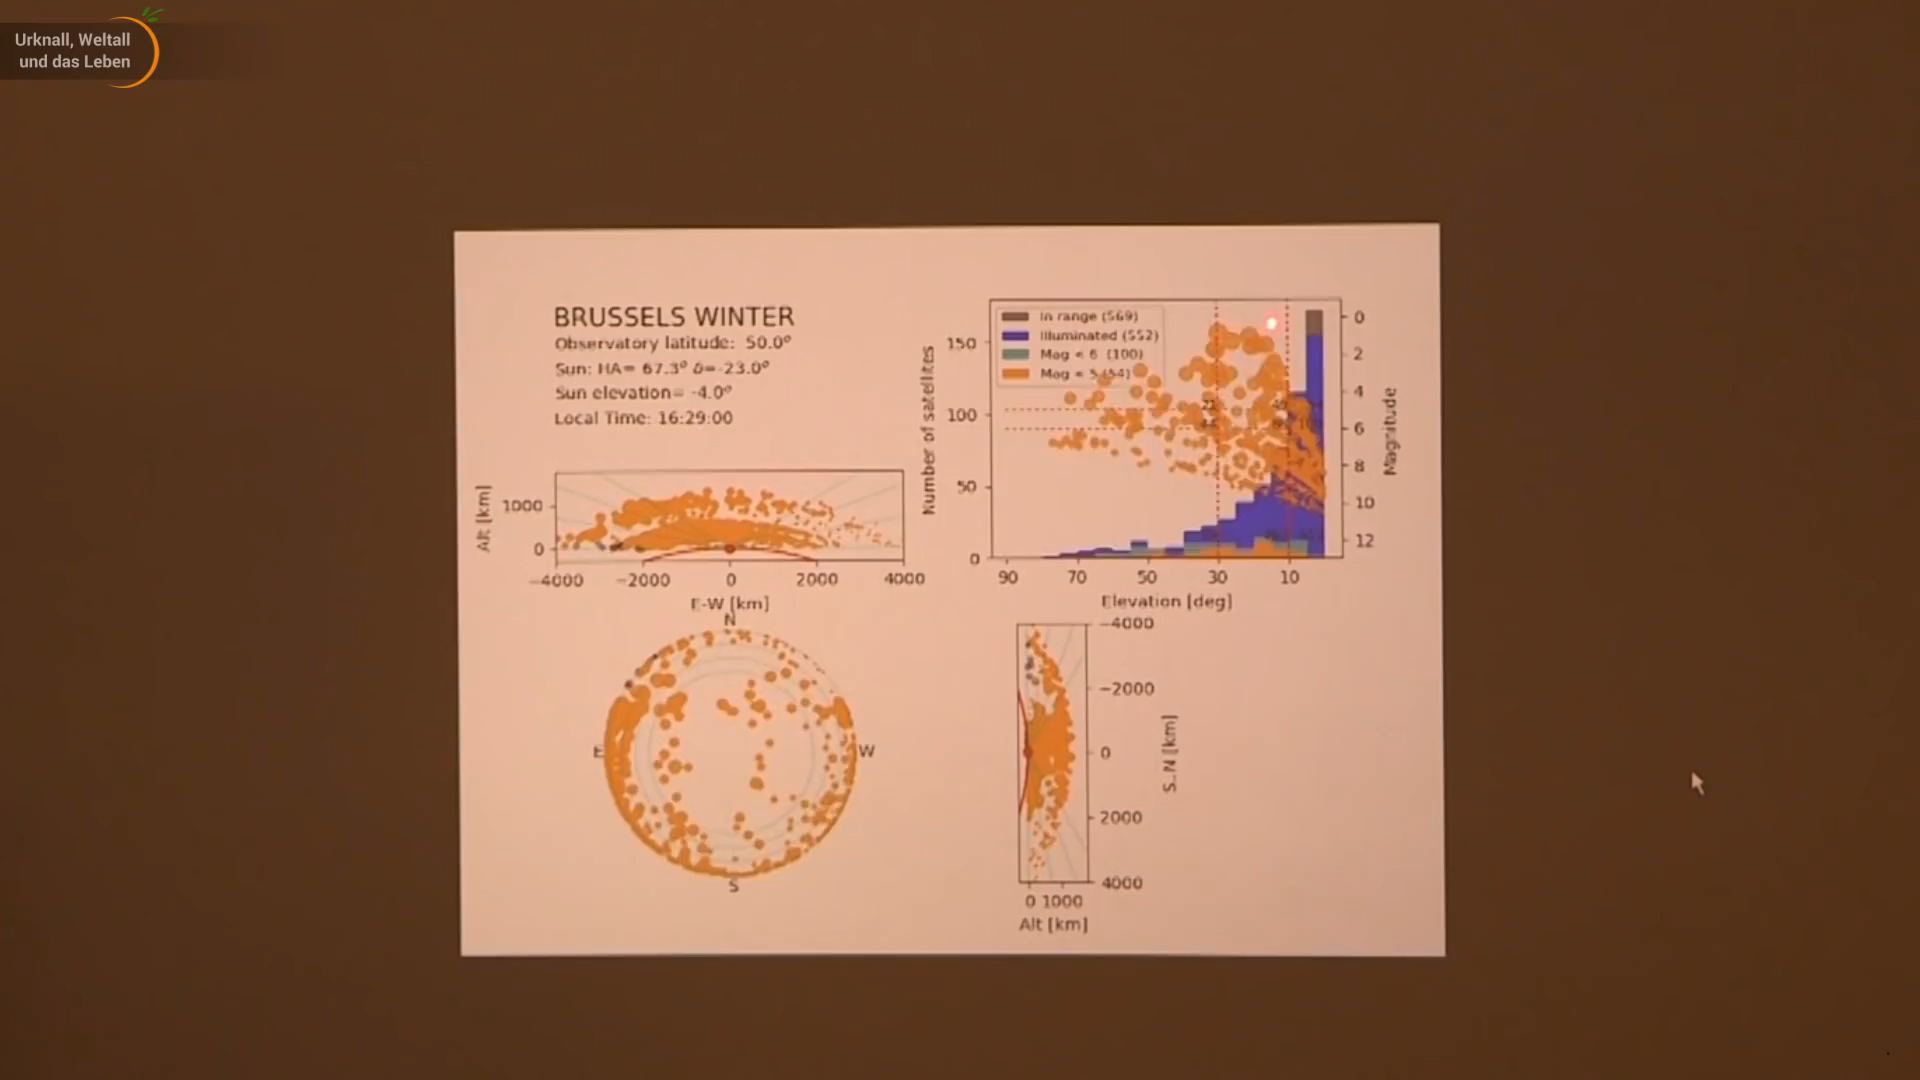 Urknall, Weltall
und das Leben
BRUSSELS WINTER
Observatory latitude: 50.0°
Sun: HA= 67.3° δ=-23.0°
Sun elevation= -4.0°
Local Time: 16:29:00
In range (569)
Illuminated (552)
Mag < 6 (100)
Mag < 5 (54)
Number of satellites
150
100
50
0
0
2
4
6
8
10
12
Magnitude
90 70 50 30 10
Elevation [deg]
Alt [km]
1000
0
−4000 −2000 0 2000 4000
E-W [km]
N
E
W
S
−4000
−2000
0
2000
4000
S..N [km]
0 1000
Alt [km]